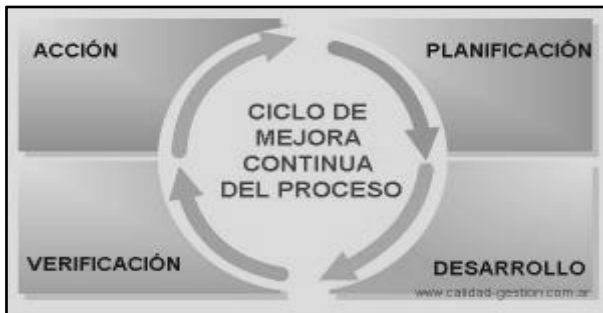 ACCIÓN
PLANIFICACIÓN
CICLO DE
MEJORA
CONTINUA
DEL PROCESO
VERIFICACIÓN
DESARROLLO
www.calidad-gestion.com.ar